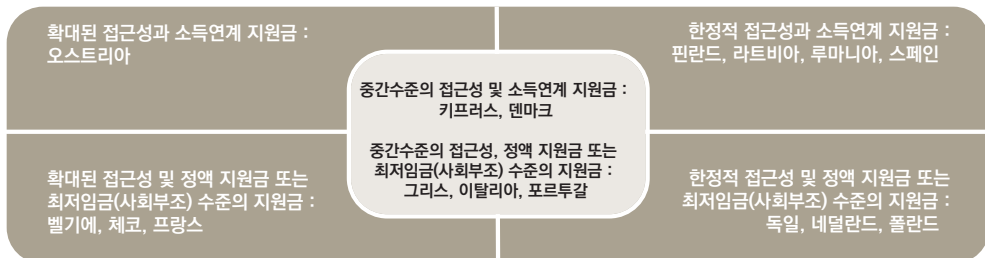 확대된 접근성과 소득연계 지원금 :
오스트리아
한정적 접근성과 소득연계 지원금 :
핀란드, 라트비아, 루마니아, 스페인
중간수준의 접근성 및 소득연계 지원금 :
키프러스, 덴마크
중간수준의 접근성, 정액 지원금 또는
최저임금(사회부조) 수준의 지원금 :
그리스, 이탈리아, 포르투갈
확대된 접근성 및 정액 지원금 또는
최저임금(사회부조) 수준의 지원금 :
벨기에, 체코, 프랑스
한정적 접근성 및 정액 지원금 또는
최저임금(사회부조) 수준의 지원금 :
독일, 네덜란드, 폴란드